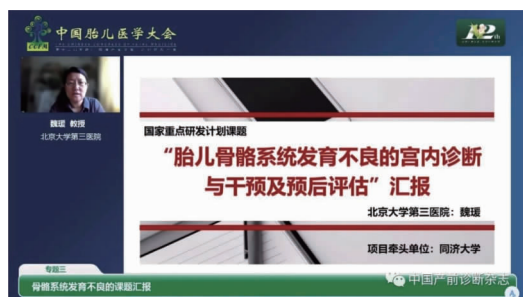 中国胎儿医学大会
魏瑗 教授
北京大学第三医院
国家重点研发计划课题
“胎儿骨骼系统发育不良的宫内诊断
与干预及预后评估”汇报
北京大学第三医院：魏瑗
项目牵头单位：同济大学
专题三
骨骼系统发育不良的课题汇报
中国产前诊断杂志